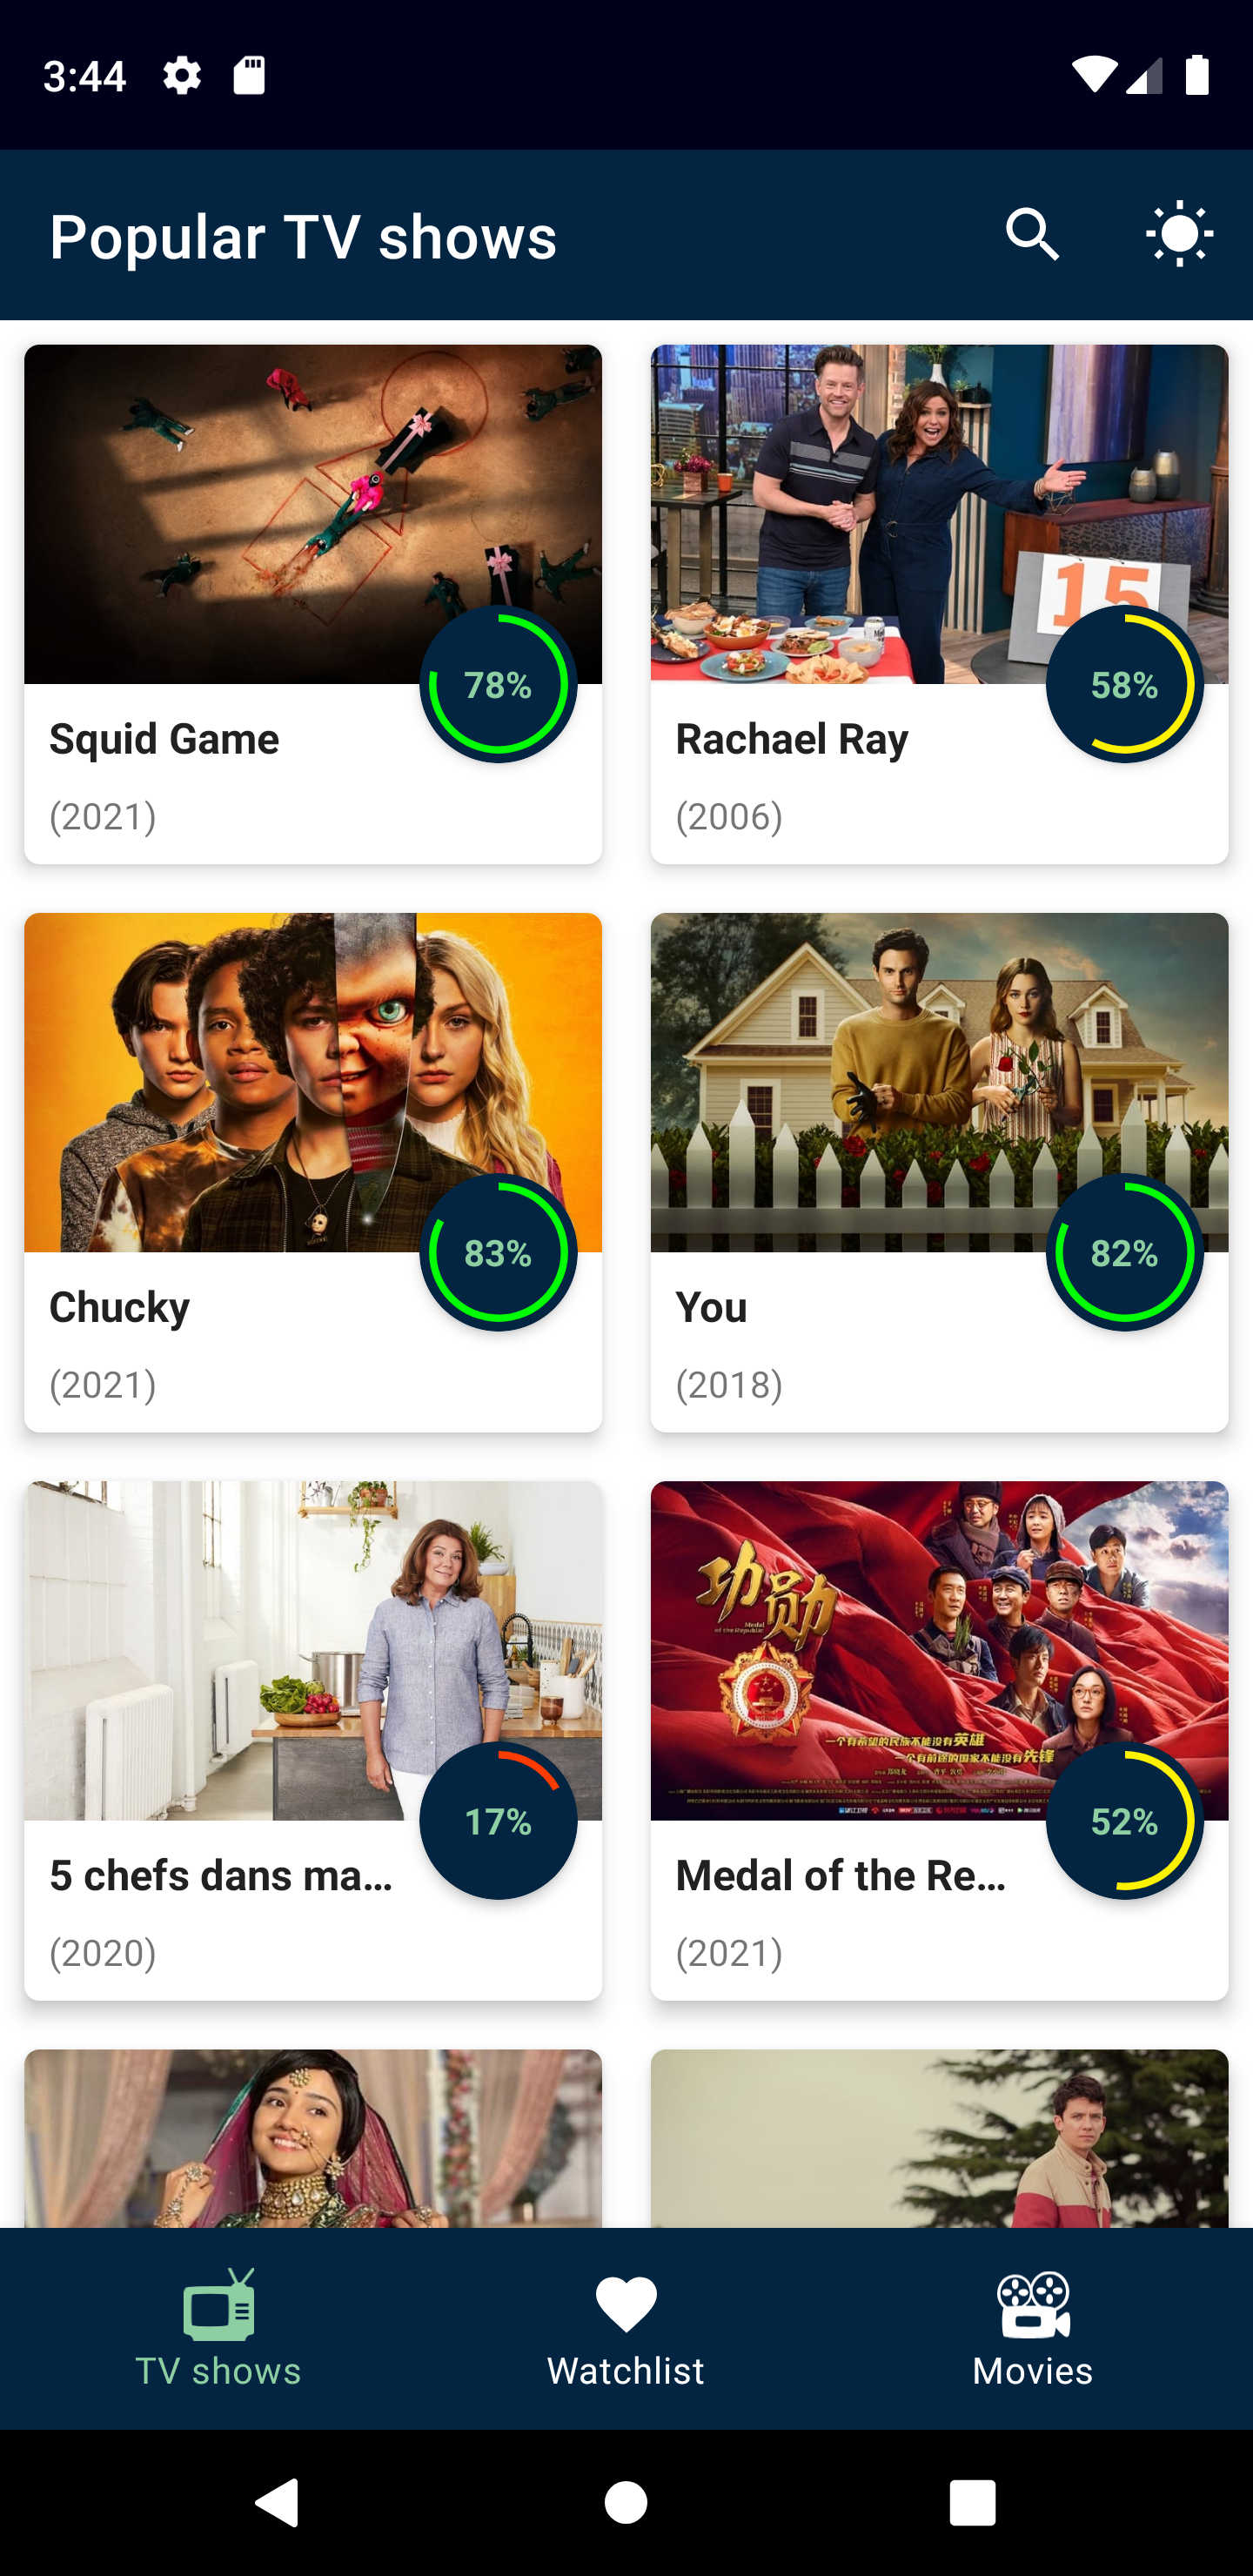 3:44
Popular TV shows
15
78%
58%
Squid Game
Rachael Ray
(2021)
(2006)
83%
82%
Chucky
You
(2018)
(2021)
功勋
Medal
of the Republic
一个有希望的民族不能没有英雄
一个有前途的国家不能没有先锋
17%
52%
5 chefs dans ma...
Medal of the Re...
(2020)
(2021)
TV shows
Watchlist
Movies